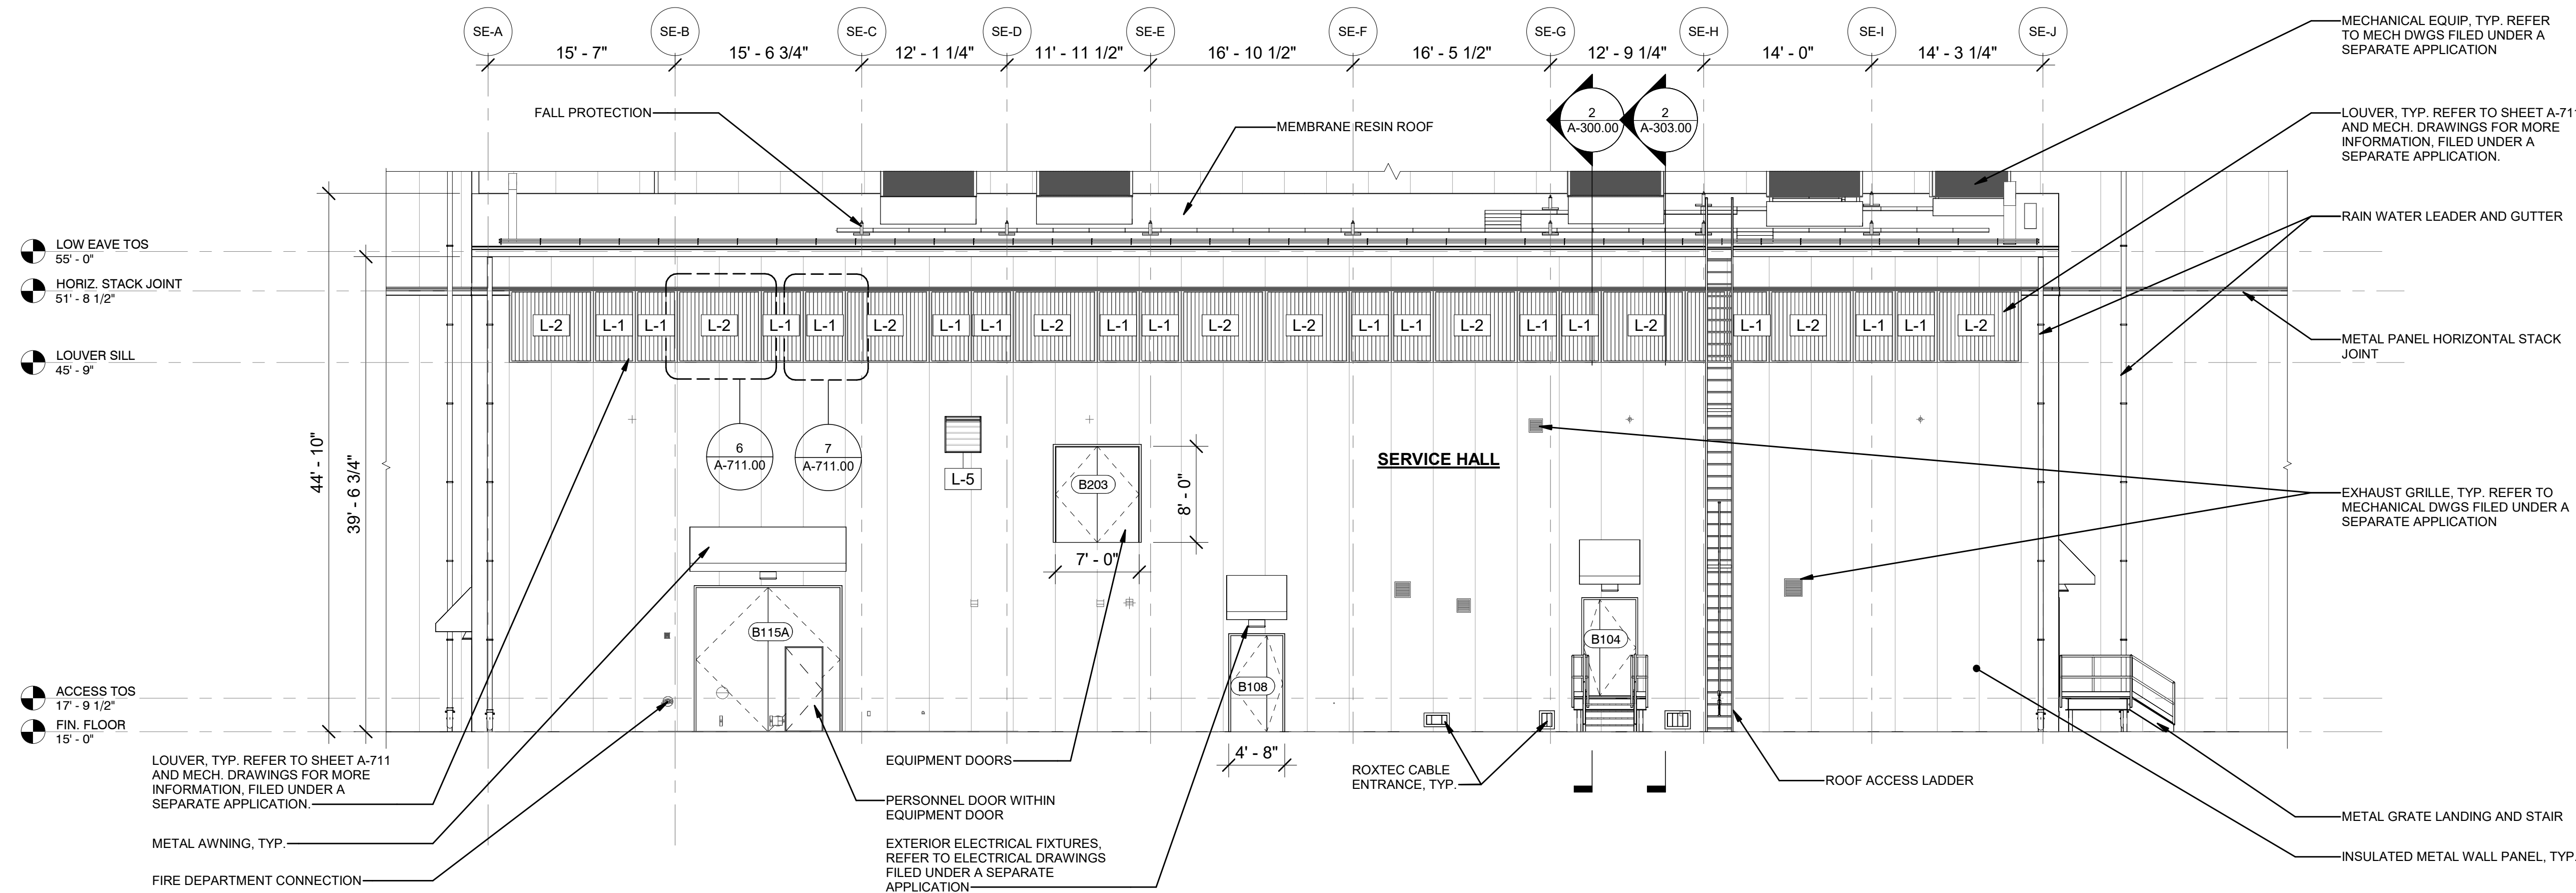 SE-A SE-B SE-C SE-D SE-E SE-F SE-G SE-H SE-I SE-J
15' - 7" 15' - 6 3/4" 12' - 1 1/4" 11' - 11 1/2" 16' - 10 1/2" 16' - 5 1/2" 12' - 9 1/4" 14' - 0" 14' - 3 1/4"
MECHANICAL EQUIP, TYP. REFER
TO MECH DWGS FILED UNDER A
SEPARATE APPLICATION
FALL PROTECTION
MEMBRANE RESIN ROOF
2
A-300.00
2
A-303.00
LOUVER, TYP. REFER TO SHEET A-711
AND MECH. DRAWINGS FOR MORE
INFORMATION, FILED UNDER A
SEPARATE APPLICATION.
RAIN WATER LEADER AND GUTTER
LOW EAVE TOS
55' - 0"
HORIZ. STACK JOINT
51' - 8 1/2"
LOUVER SILL
45' - 9"
L-2 L-1 L-1 L-2 L-1 L-1 L-2 L-1 L-1 L-2 L-1 L-1 L-2 L-2 L-1 L-1 L-2 L-1 L-1 L-2 L-1 L-2 L-1 L-1 L-2
METAL PANEL HORIZONTAL STACK
JOINT
44' - 10"
39' - 6 3/4"
6
A-711.00
7
A-711.00
L-5
B203
8' - 0"
7' - 0"
SERVICE HALL
EXHAUST GRILLE, TYP. REFER TO
MECHANICAL DWGS FILED UNDER A
SEPARATE APPLICATION
B115A
B108
B104
ACCESS TOS
17' - 9 1/2"
FIN. FLOOR
15' - 0"
4' - 8"
LOUVER, TYP. REFER TO SHEET A-711
AND MECH. DRAWINGS FOR MORE
INFORMATION, FILED UNDER A
SEPARATE APPLICATION.
METAL AWNING, TYP.
FIRE DEPARTMENT CONNECTION
EQUIPMENT DOORS
PERSONNEL DOOR WITHIN
EQUIPMENT DOOR
EXTERIOR ELECTRICAL FIXTURES,
REFER TO ELECTRICAL DRAWINGS
FILED UNDER A SEPARATE
APPLICATION
ROXTEC CABLE
ENTRANCE, TYP.
ROOF ACCESS LADDER
METAL GRATE LANDING AND STAIR
INSULATED METAL WALL PANEL, TYP.